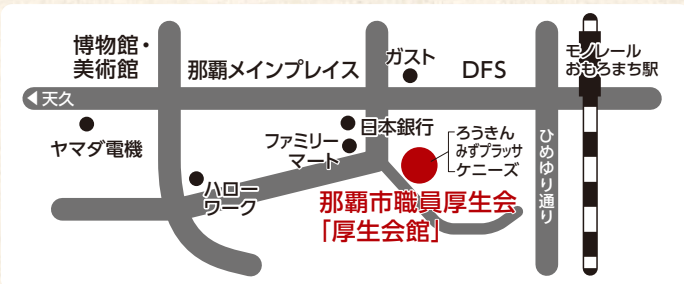 博物館・
美術館
那覇メインプレイス
ガスト
DFS
モノレール
おもろまち駅
天久
ヤマダ電機
日本銀行
ファミリー
マート
ろうきん
みずプラッサ
ケニーズ
ハロー
ワーク
ひめゆり通り
那覇市職員厚生会
「厚生会館」